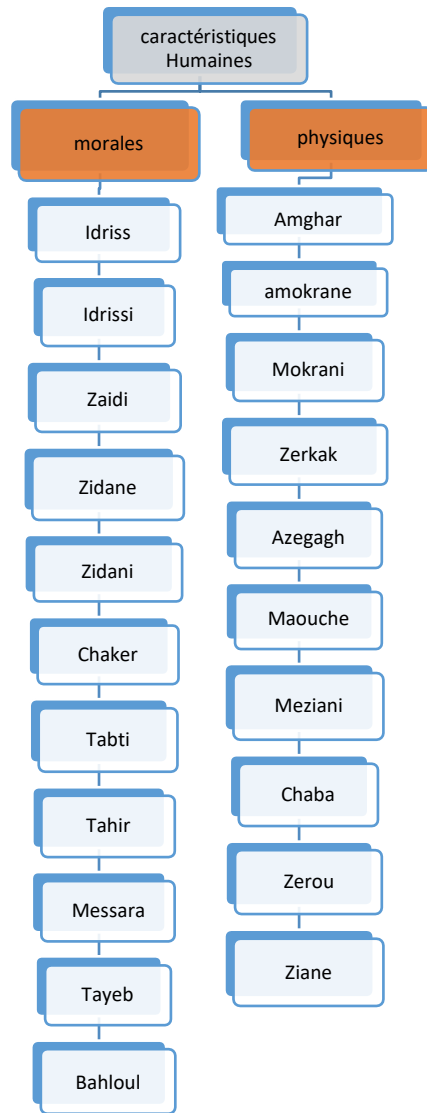 caractéristiques
Humaines
morales
Idriss
Idrissi
Zaidi
Zidane
Zidani
Chaker
Tabti
Tahir
Messara
Tayeb
Bahloul
physiques
Amghar
amokrane
Mokrani
Zerkak
Azegagh
Maouche
Meziani
Chaba
Zerou
Ziane